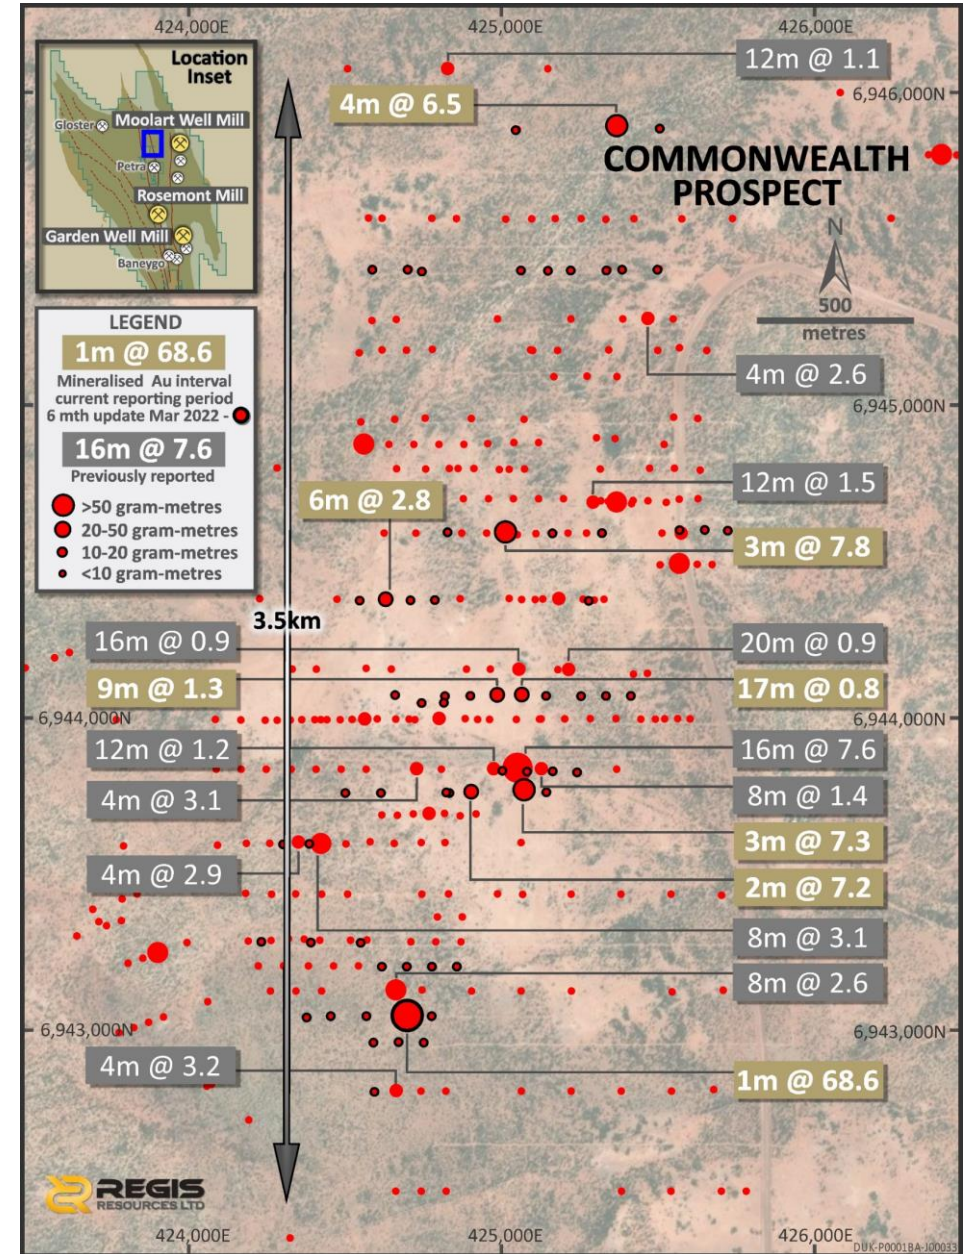 424,000E
425,000E
426,000E
Location
Inset
Gloster
Moolart Well Mill
Petra
Rosemont Mill
Garden Well Mill
Baneygo
12m @ 1.1
6,946,000N
4m @ 6.5
COMMONWEALTH
PROSPECT
N
500
metres
LEGEND
1m @ 68.6
Mineralised Au interval
current reporting period
6 mth update Mar 2022 -
16m @ 7.6
Previously reported
>50 gram-metres
20-50 gram-metres
10-20 gram-metres
<10 gram-metres
4m @ 2.6
6,945,000N
12m @ 1.5
6m @ 2.8
3m @ 7.8
3.5km
16m @ 0.9
20m @ 0.9
9m @ 1.3
17m @ 0.8
6,944,000N
6,944,000N
12m @ 1.2
16m @ 7.6
4m @ 3.1
8m @ 1.4
3m @ 7.3
4m @ 2.9
2m @ 7.2
8m @ 3.1
8m @ 2.6
6,943,000N
6,943,000N
4m @ 3.2
1m @ 68.6
REGIS
RESOURCES LTD
424,000E
425,000E
426,000E
DUK-P0001BA-J00033